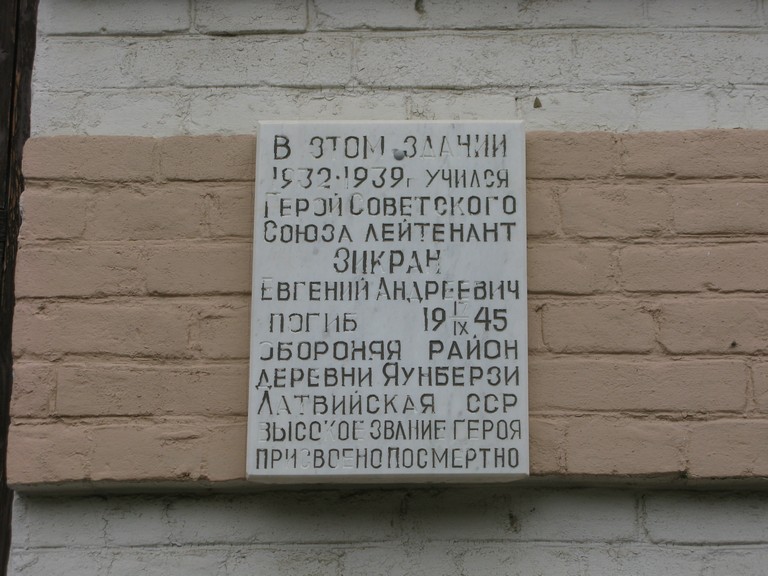 В ЭТОМ ЗДАНИИ
1932-1939г УЧИЛСЯ
ГЕРОЙ СОВЕТСКОГО
СОЮЗА ЛЕЙТЕНАНТ
ЗИКРАН
ЕВГЕНИЙ АНДРЕЕВИЧ
ПОГИБ 19 IX 45
ОБОРОНЯЯ РАЙОН
ДЕРЕВНИ ЯУНБЕРЗИ
ЛАТВИЙСКАЯ ССР
ВЫСОКОЕ ЗВАНИЕ ГЕРОЯ
ПРИСВОЕНО ПОСМЕРТНО